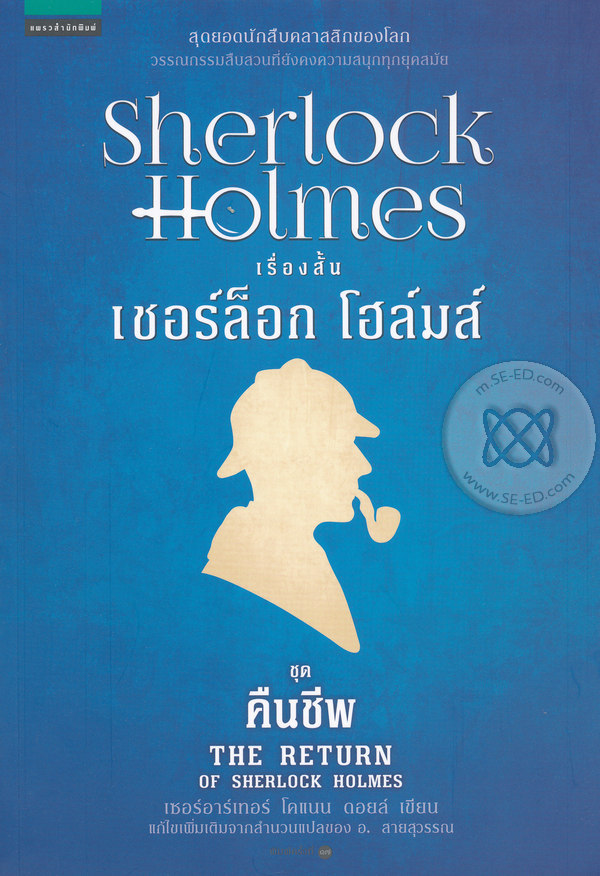 แพรวสำนักพิมพ์
สุดยอดนักสืบคลาสสิกของโลก
วรรณกรรมสืบสวนที่ยังคงความสนุกทุกยุคสมัย
Sherlock
Holmes
เรื่องสั้น
เชอร์ล็อก โฮล์มส์
m.SE-ED.com
www.SE-ED.com
ชุด
คืนชีพ
THE RETURN
OF SHERLOCK HOLMES
เซอร์อาร์เทอร์ โคแนน ดอยล์ เขียน
แก้ไขเพิ่มเติมจากสำนวนแปลของ อ. สายสุวรรณ